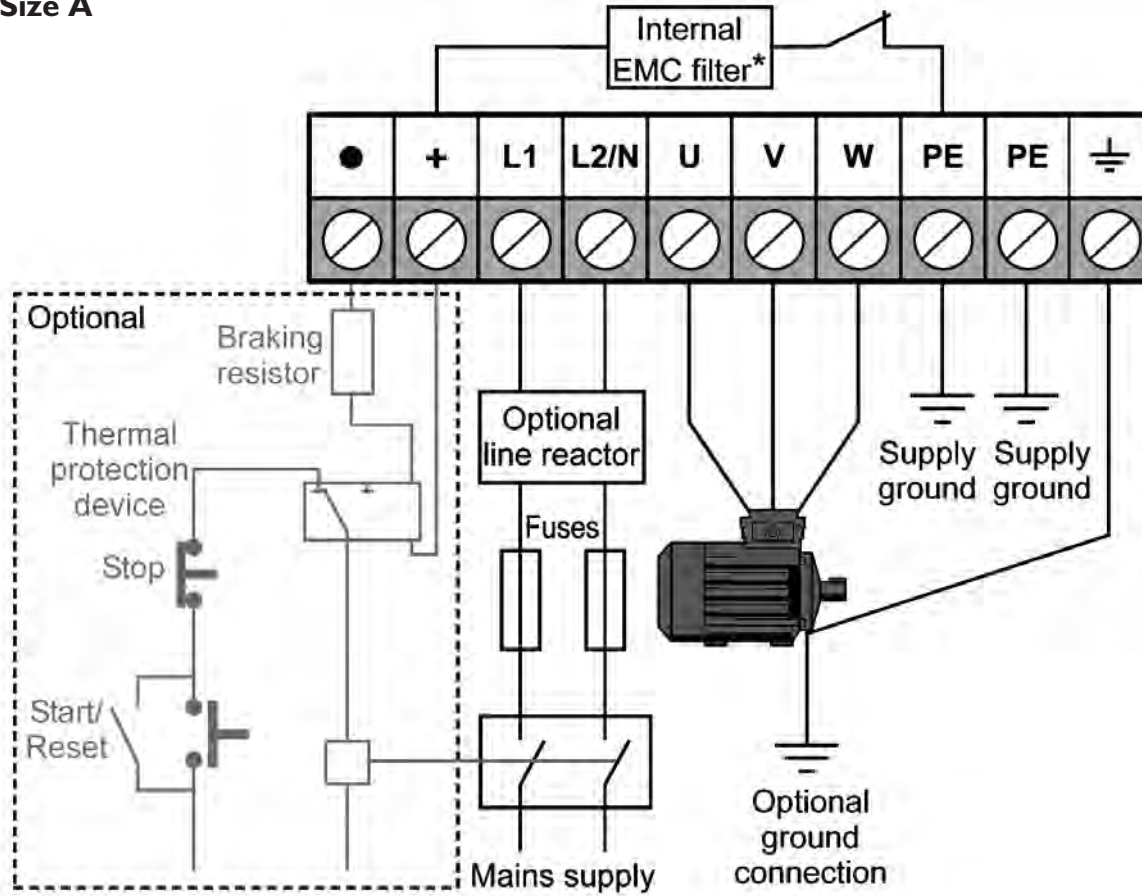 Size A
Internal
EMC filter*
● + L1 L2/N U V W PE PE ⏚
Optional
Braking
resistor
Thermal
protection
device
Stop
Start/
Reset
Optional
line reactor
Fuses
Mains supply
Supply
ground
Supply
ground
Optional
ground
connection